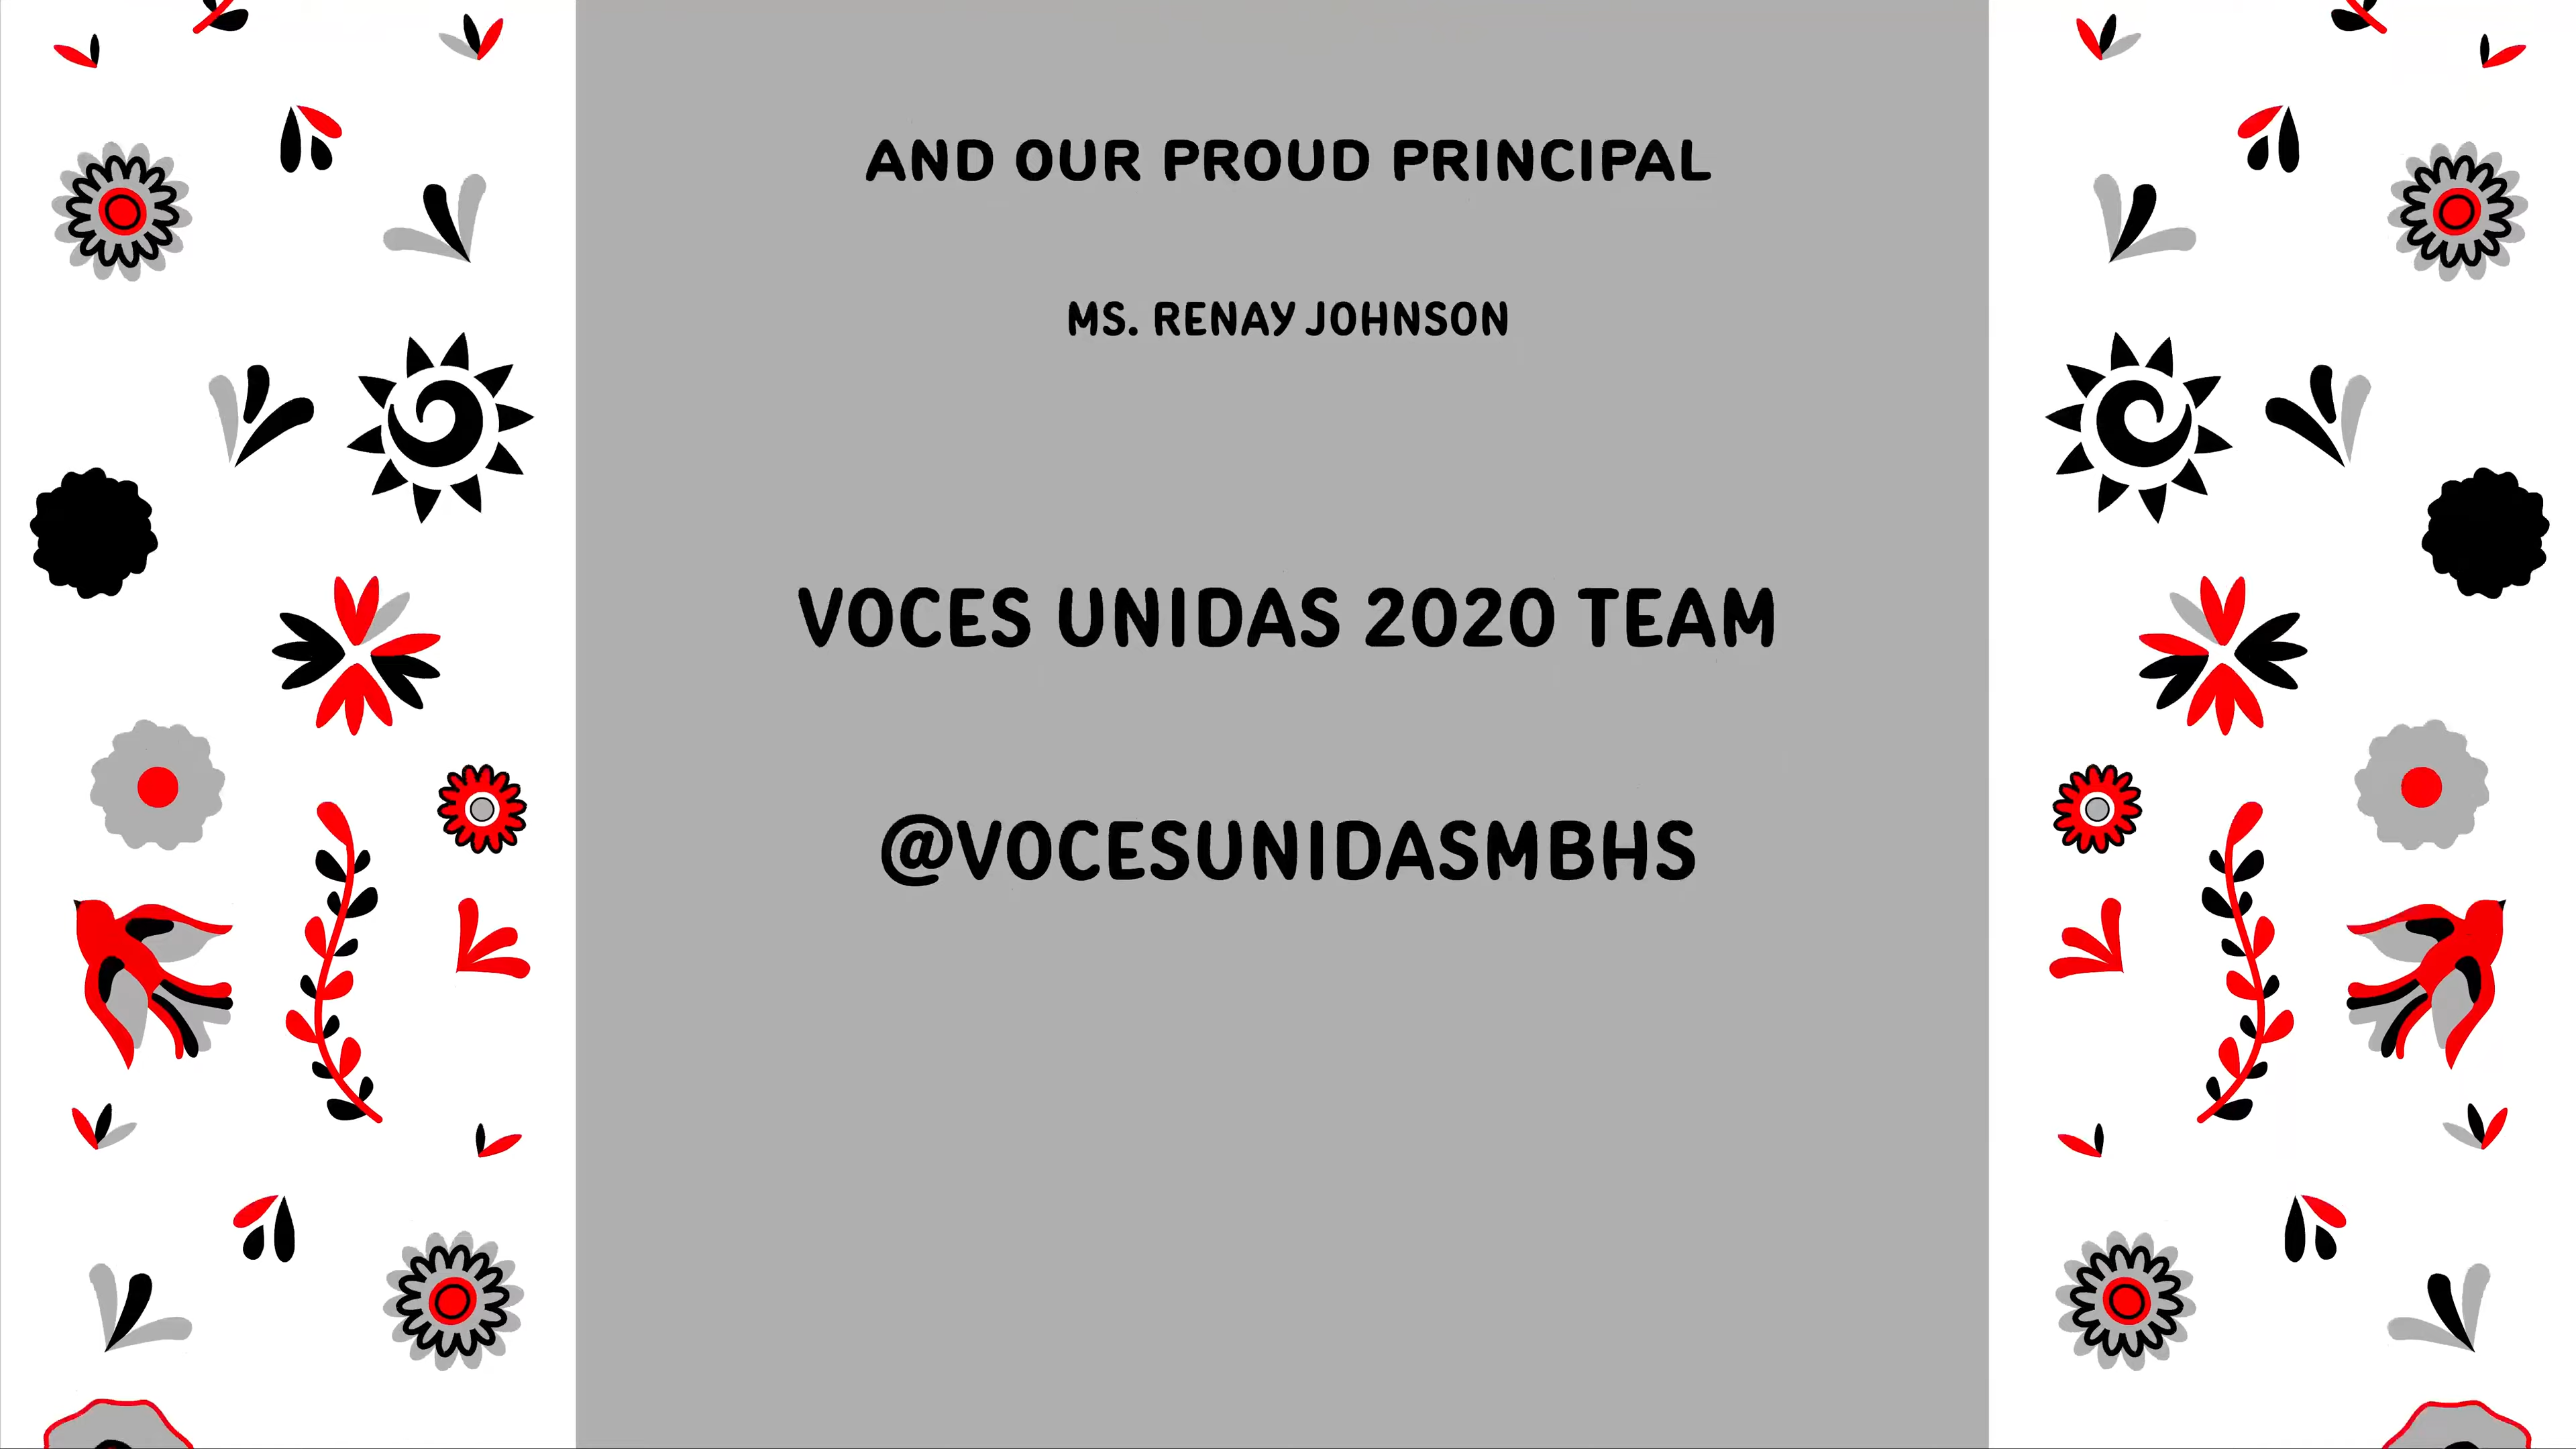 AND OUR PROUD PRINCIPAL
MS. RENAY JOHNSON
VOCES UNIDAS 2020 TEAM
@VOCESUNIDASMBHS